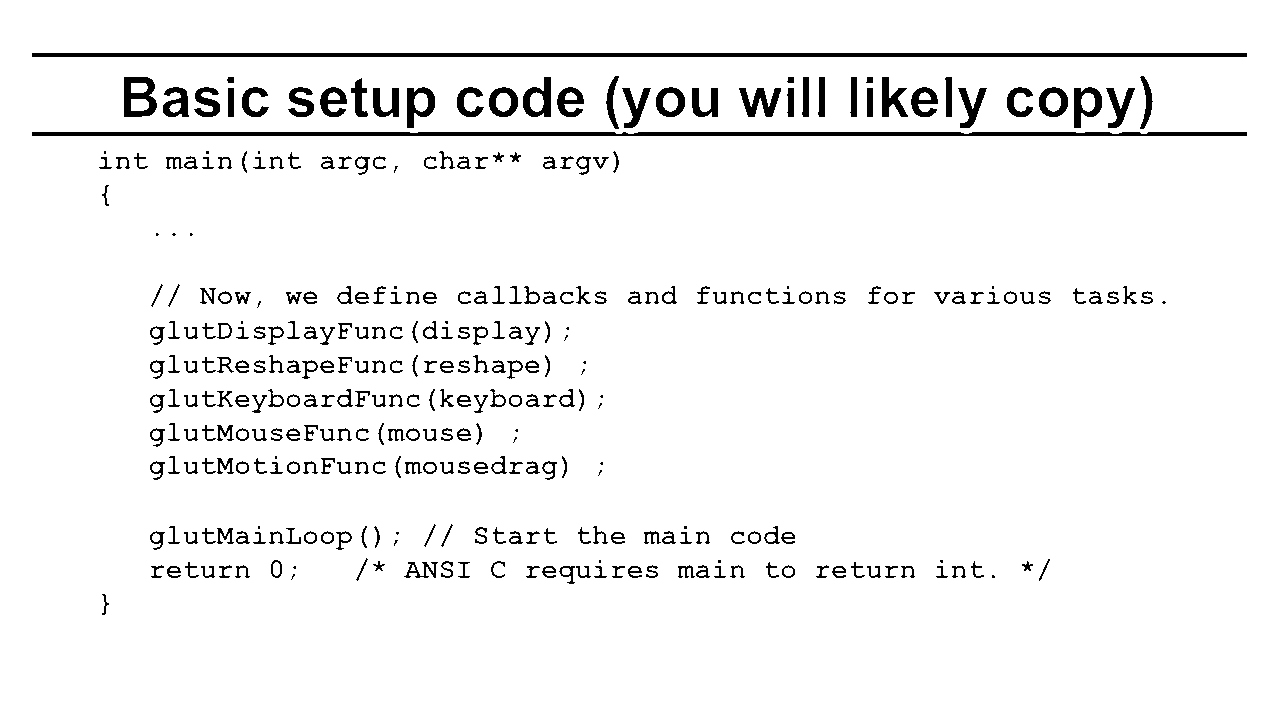 Basic setup code (you will likely copy)
int main(int argc, char** argv)
{
...
// Now, we define callbacks and functions for various tasks.
glutDisplayFunc(display);
glutReshapeFunc(reshape) ;
glutKeyboardFunc(keyboard);
glutMouseFunc(mouse) ;
glutMotionFunc(mousedrag) ;
glutMainLoop(); // Start the main code
return 0;   /* ANSI C requires main to return int. */
}